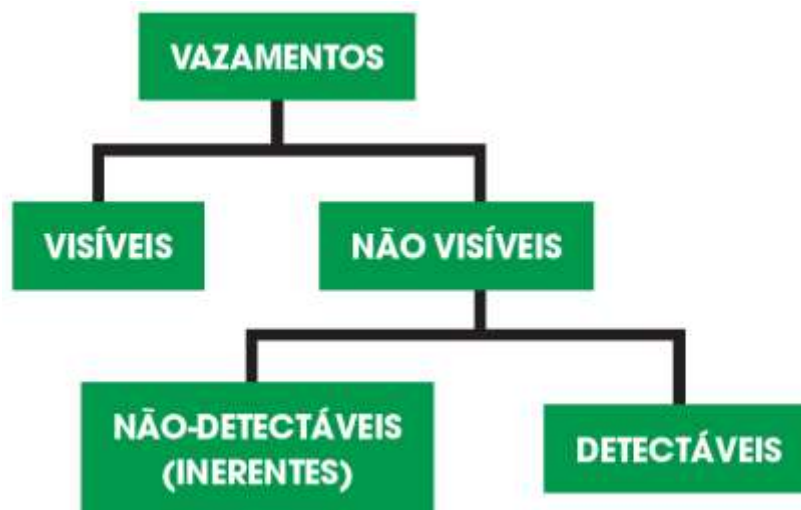 VAZAMENTOS
VISÍVEIS
NÃO VISÍVEIS
NÃO-DETECTÁVEIS
(INERENTES)
DETECTÁVEIS